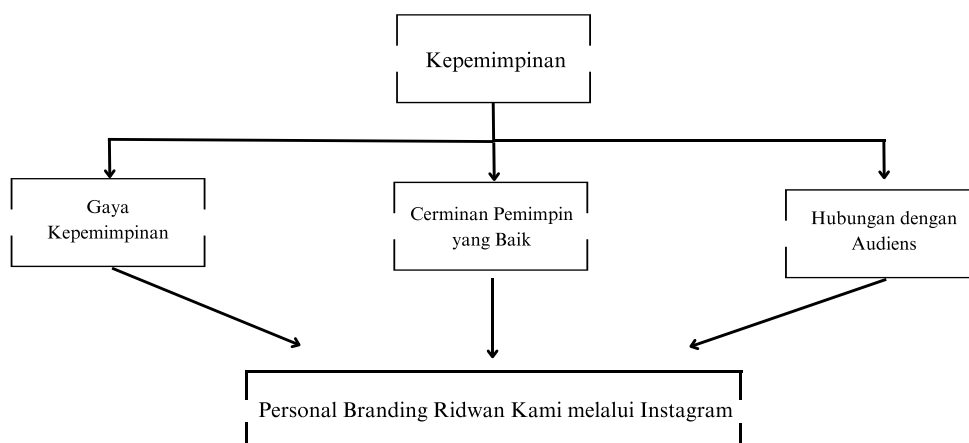 Kepemimpinan
Gaya
Kepemimpinan
Cerminan Pemimpin
yang Baik
Hubungan dengan
Audiens
Personal Branding Ridwan Kami melalui Instagram